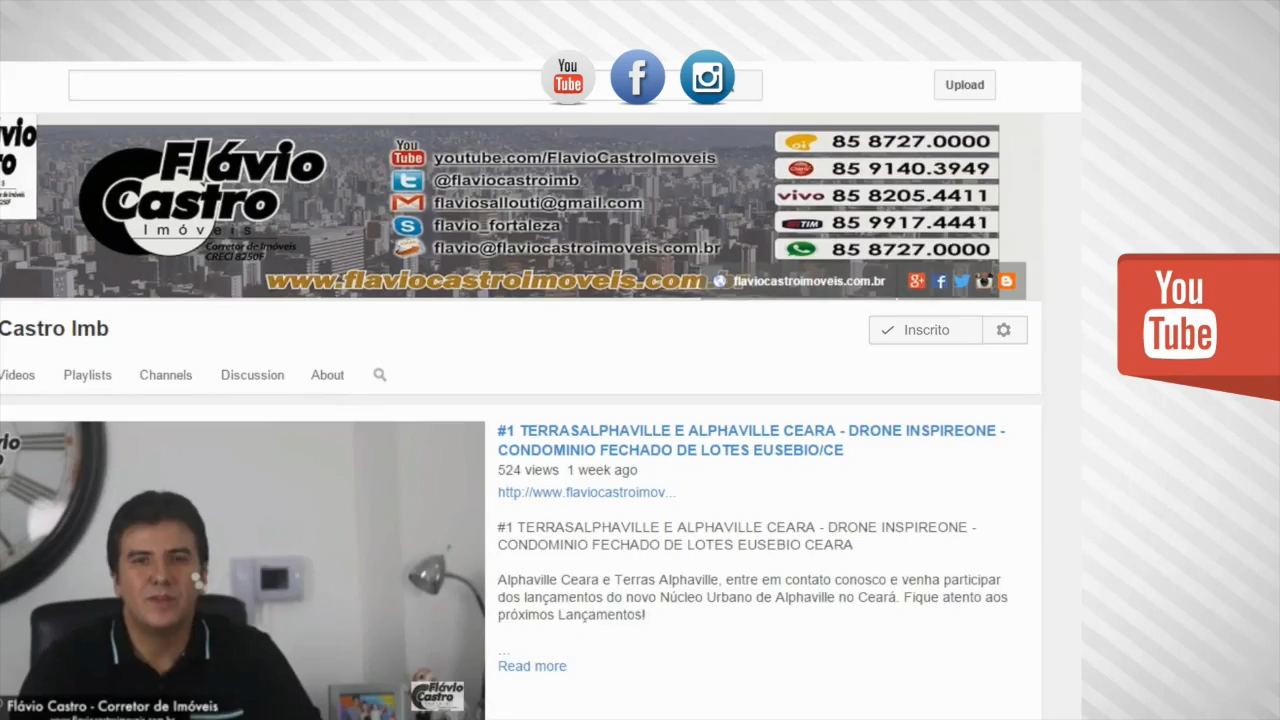 You
Tube
Upload
Flávio
Castro
Imóveis
Corretor de Imóveis
CRECI 8250F
You
Tube
youtube.com/FlavioCastroImoveis
@flaviocastroimb
flaviosallouti@gmail.com
flavio_fortaleza
flavio@flaviocastroimoveis.com.br
oi 85 8727.0000
Claro 85 9140.3949
vivo 85 8205.4411
TIM 85 9917.4441
85 8727.0000
www.flaviocastroimoveis.com
flaviocastroimoveis.com.br
You
Tube
Castro Imb
Inscrito
Videos Playlists Channels Discussion About
#1 TERRASALPHAVILLE E ALPHAVILLE CEARA - DRONE INSPIREONE -
CONDOMINIO FECHADO DE LOTES EUSEBIO/CE
524 views 1 week ago
http://www.flaviocastroimov...
#1 TERRASALPHAVILLE E ALPHAVILLE CEARA - DRONE INSPIREONE -
CONDOMINIO FECHADO DE LOTES EUSEBIO CEARA
Alphaville Ceara e Terras Alphaville, entre em contato conosco e venha participar
dos lançamentos do novo Núcleo Urbano de Alphaville no Ceará. Fique atento aos
próximos Lançamentos!
...
Read more
Flávio
Castro
Flávio Castro - Corretor de Imóveis